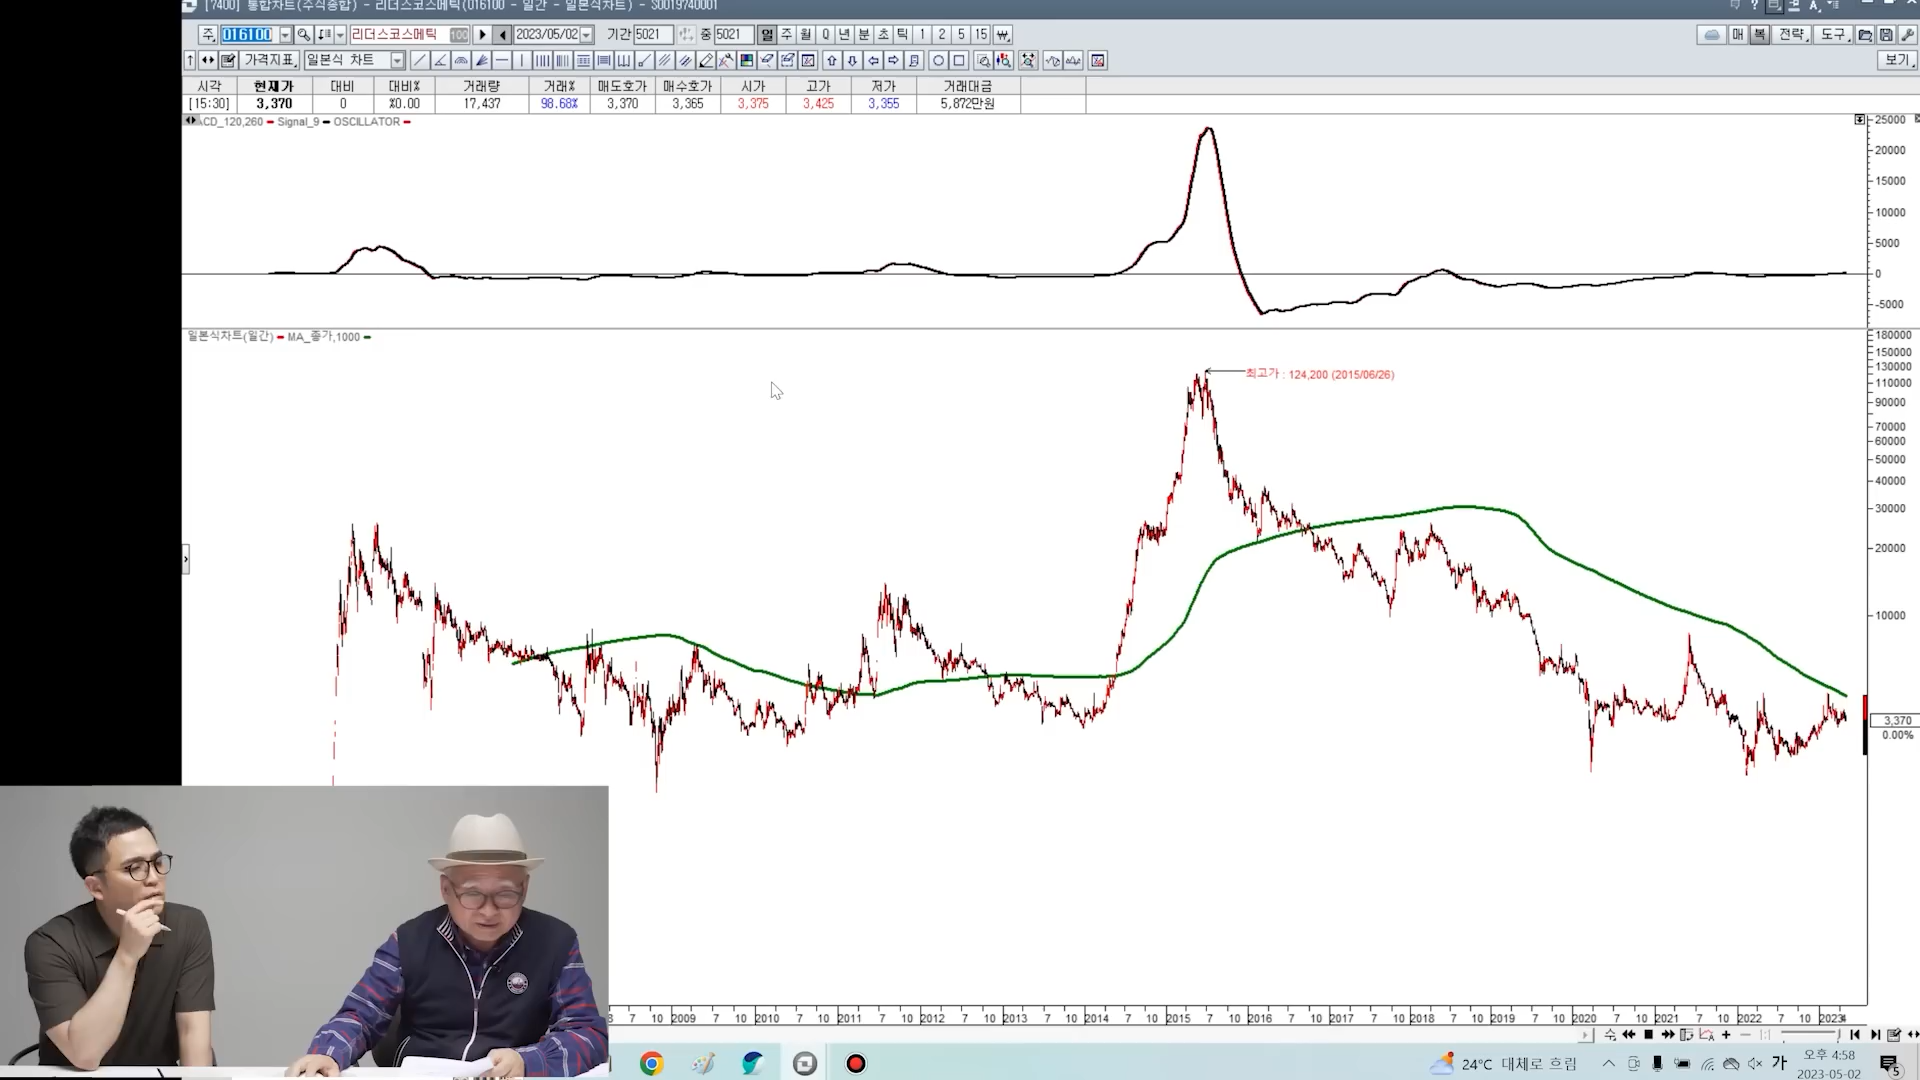 [7400] 통합차트(주식종합) - 리더스코스메틱(016100 - 일간 - 일본식차트) - S0019740001
주 016100 리더스코스메틱 100 2023/05/02 기간 5021 중 5021 일 주 월 Q 년 분 초 틱 1 2 5 15 매 복 전략 도구
가격지표 일본식 차트 보기
시각 현재가 대비 대비% 거래량 거래% 매도호가 매수호가 시가 고가 저가 거래대금
[15:30] 3,370 0 %0.00 17,437 98.68% 3,370 3,365 3,375 3,425 3,355 5,872만원
ACD_120,260 Signal_9 OSCILLATOR
25000
20000
15000
10000
5000
0
-5000
일본식차트(일간) MA_종가,1000
180000
150000
130000
110000
90000
70000
60000
50000
40000
30000
20000
10000
최고가 : 124,200 (2015/06/26)
3,370
0.00%
8 7 10 2009 7 10 2010 7 10 2011 7 10 2012 7 10 2013 7 10 2014 7 10 2015 7 10 2016 7 10 2017 7 10 2018 7 10 2019 7 10 2020 7 10 2021 7 10 2022 7 10 2023 4
수
24°C 대체로 흐림 가 오후 4:58
2023-05-02 5